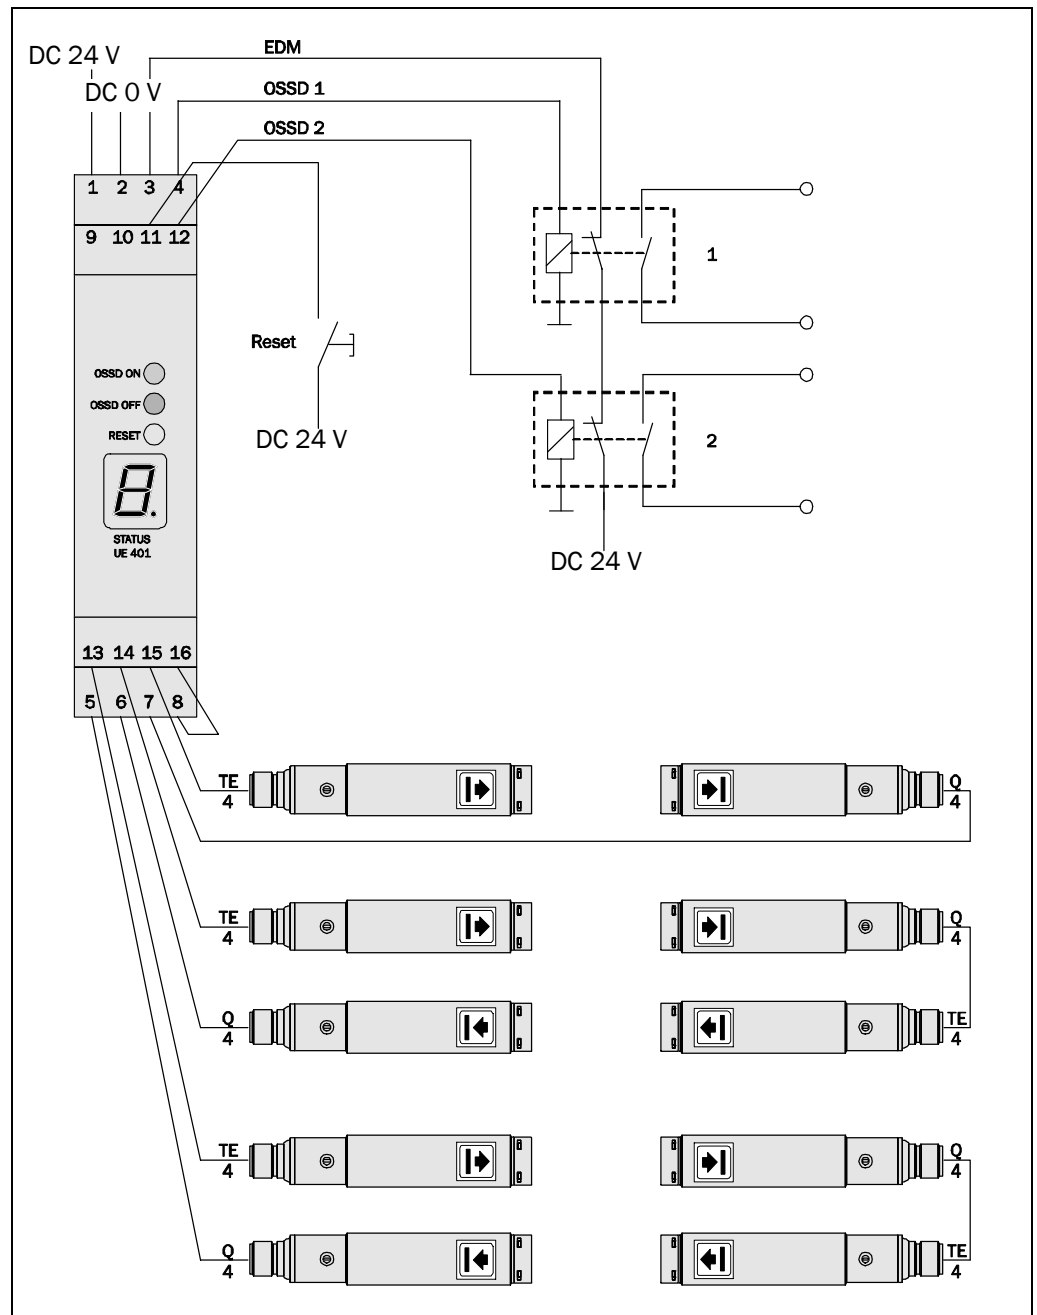 EDM
DC 24 V
DC 0 V
OSSD 1
OSSD 2
1 2 3 4
9 10 11 12
1
Reset
OSSD ON
OSSD OFF
RESET
DC 24 V
2
8.
STATUS
UE 401
DC 24 V
13 14 15 16
5 6 7 8
TE
4
Q
4
TE
4
Q
4
Q
4
TE
4
TE
4
Q
4
Q
4
TE
4